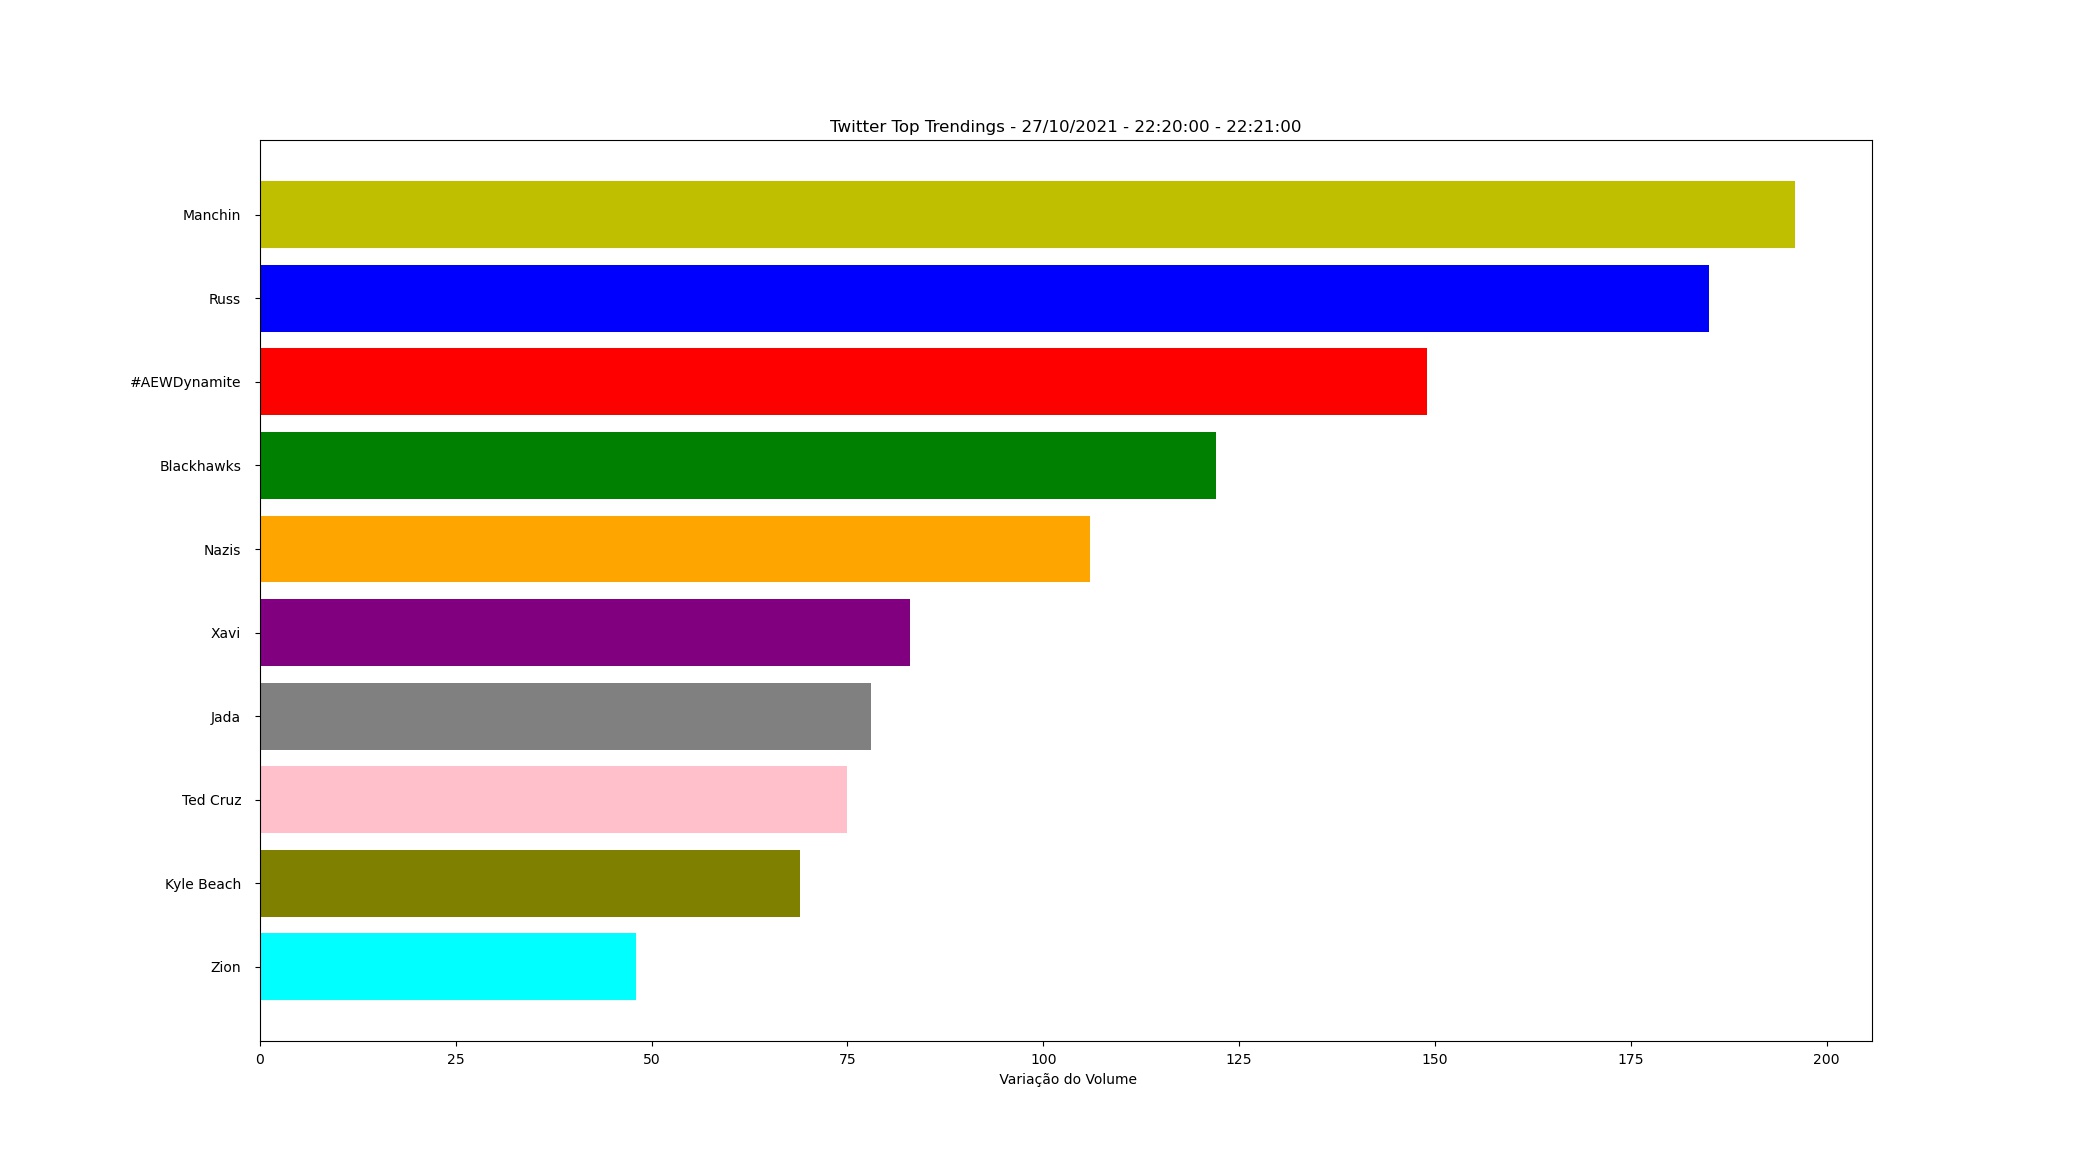 Twitter Top Trendings - 27/10/2021 - 22:20:00 - 22:21:00
Manchin
Russ
#AEWDynamite
Blackhawks
Nazis
Xavi
Jada
Ted Cruz
Kyle Beach
Zion
0 25 50 75 100 125 150 175 200
Variação do Volume